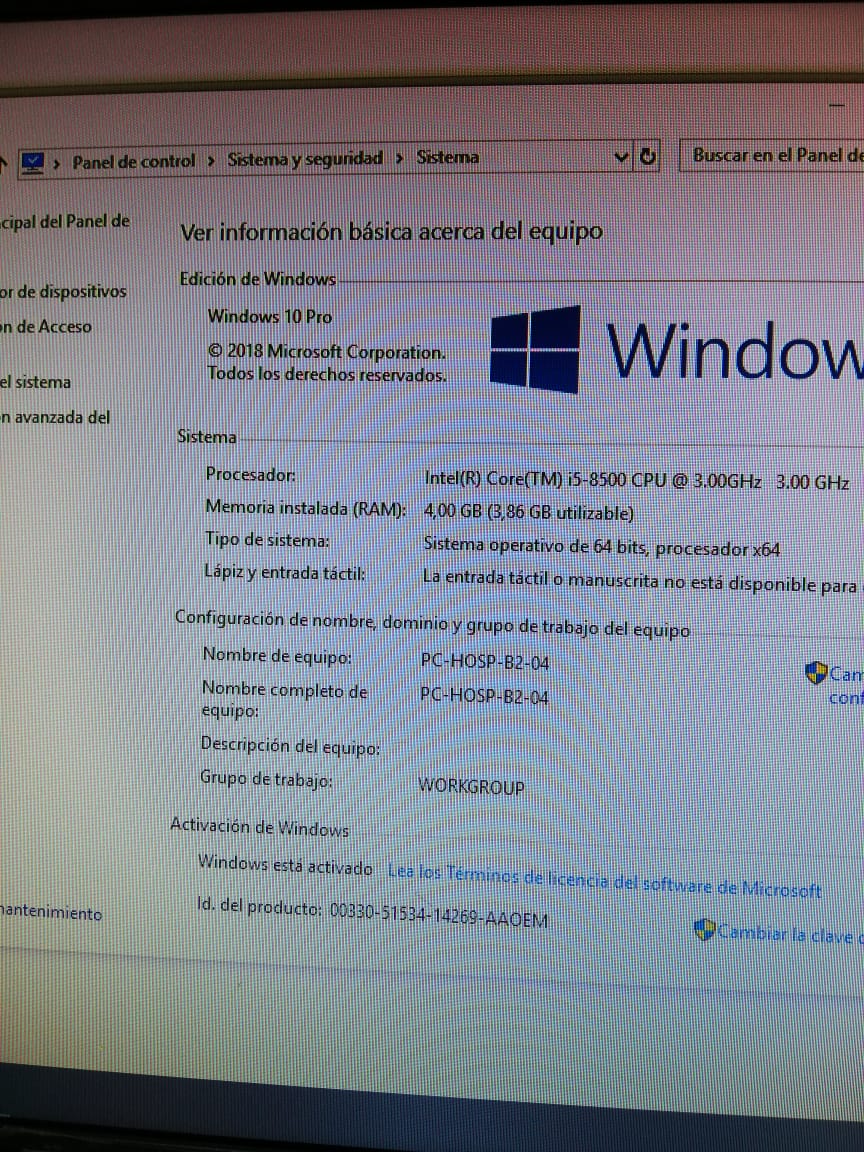 Panel de control > Sistema y seguridad > Sistema
Buscar en el Panel de
cipal del Panel de
or de dispositivos
ón de Acceso
el sistema
n avanzada del
Ver información básica acerca del equipo
Edición de Windows
Windows 10 Pro
© 2018 Microsoft Corporation.
Todos los derechos reservados.
Window
Sistema
Procesador: Intel(R) Core(TM) i5-8500 CPU @ 3.00GHz 3.00 GHz
Memoria instalada (RAM): 4,00 GB (3,86 GB utilizable)
Tipo de sistema: Sistema operativo de 64 bits, procesador x64
Lápiz y entrada táctil: La entrada táctil o manuscrita no está disponible para
Configuración de nombre, dominio y grupo de trabajo del equipo
Nombre de equipo: PC-HOSP-B2-04
Cam
conf
Nombre completo de PC-HOSP-B2-04
equipo:
Descripción del equipo:
Grupo de trabajo: WORKGROUP
Activación de Windows
Windows está activado Lea los Términos de licencia del software de Microsoft
Id. del producto: 00330-51534-14269-AAOEM
Cambiar la clave d
mantenimiento